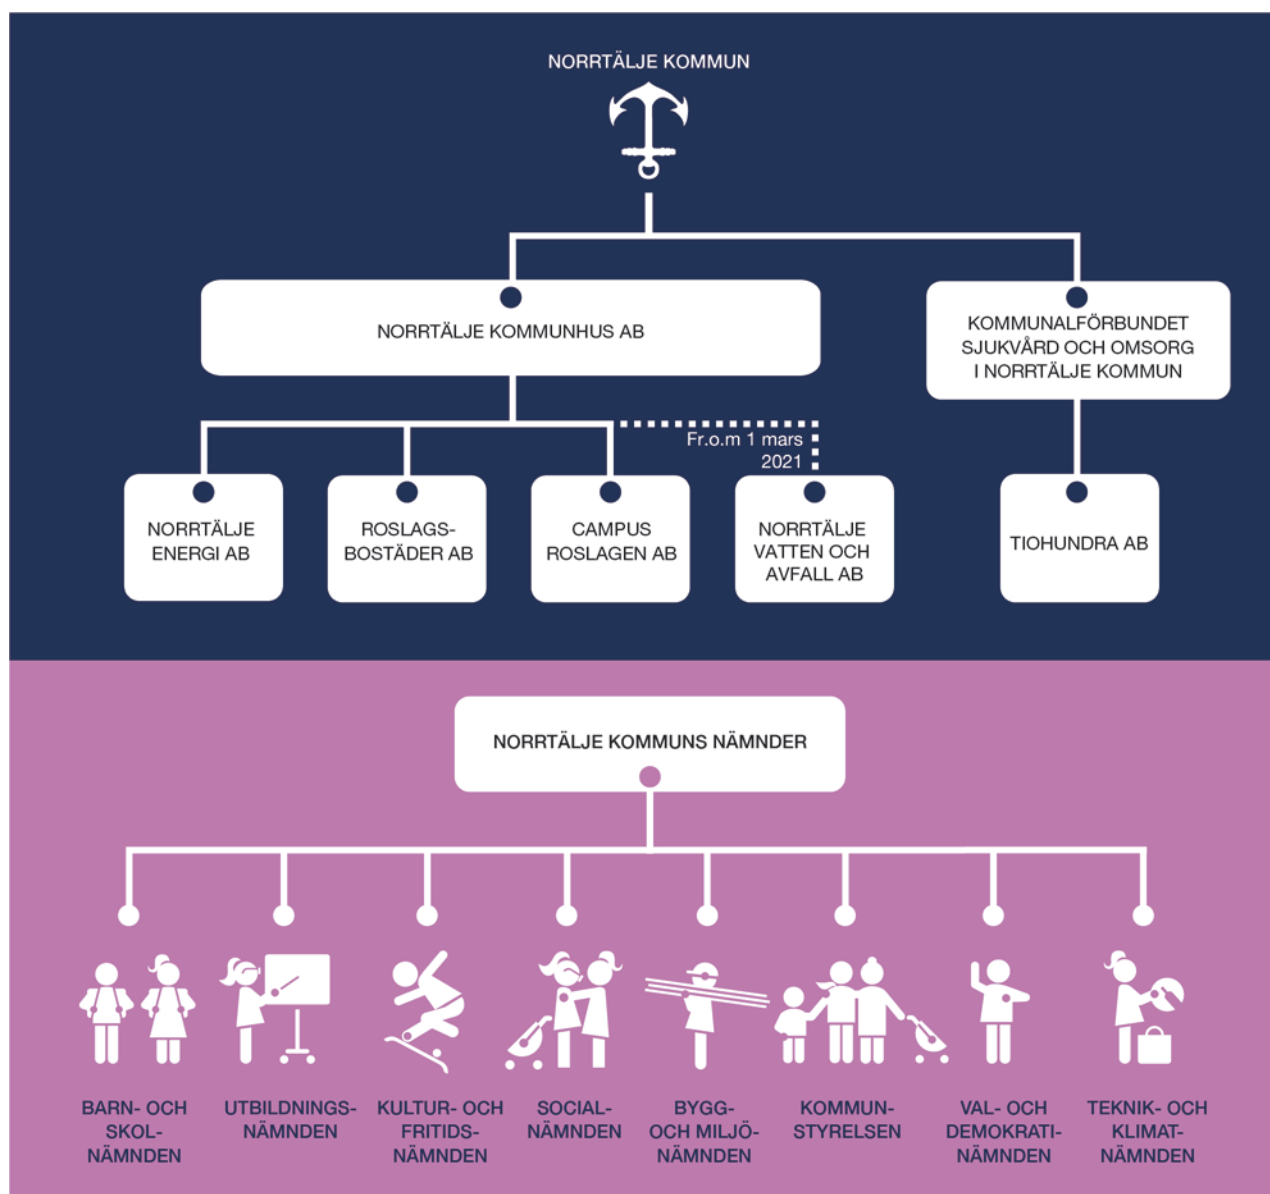 NORRTÄLJE KOMMUN
NORRTÄLJE KOMMUNHUS AB
KOMMUNALFÖRBUNDET
SJUKVÅRD OCH OMSORG
I NORRTÄLJE KOMMUN
Fr.o.m 1 mars
2021
NORRTÄLJE
ENERGI AB
ROSLAGS-
BOSTÄDER AB
CAMPUS
ROSLAGEN AB
NORRTÄLJE
VATTEN OCH
AVFALL AB
TIOHUNDRA AB
NORRTÄLJE KOMMUNS NÄMNDER
BARN- OCH
SKOL-
NÄMNDEN
UTBILDNINGS-
NÄMNDEN
KULTUR- OCH
FRITIDS-
NÄMNDEN
SOCIAL-
NÄMNDEN
BYGG-
OCH MILJÖ-
NÄMNDEN
KOMMUN-
STYRELSEN
VAL- OCH
DEMOKRATI-
NÄMNDEN
TEKNIK- OCH
KLIMAT-
NÄMNDEN